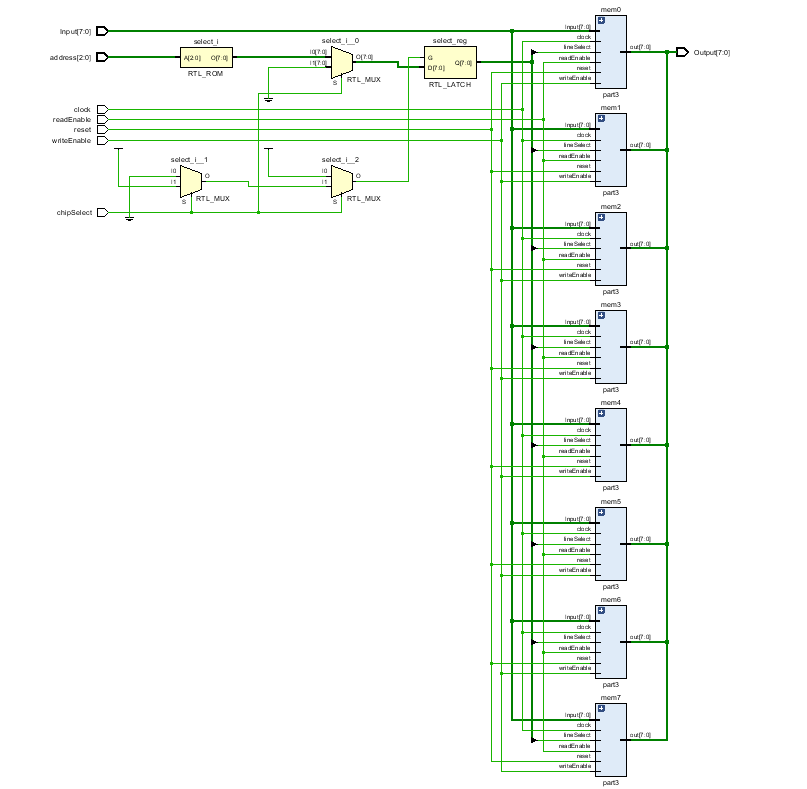 Input[7:0]
address[2:0]
clock
readEnable
reset
writeEnable
chipSelect
select_i
A[2:0]
O[7:0]
RTL_ROM
select_i__0
I0[7:0]
I1[7:0]
S
O[7:0]
RTL_MUX
select_reg
G
D[7:0]
Q[7:0]
RTL_LATCH
select_i__1
I0
I1
S
O
RTL_MUX
select_i__2
I0
I1
S
O
RTL_MUX
mem0
Input[7:0]
clock
lineSelect
readEnable
reset
writeEnable
out[7:0]
part3
Output[7:0]
mem1
Input[7:0]
clock
lineSelect
readEnable
reset
writeEnable
out[7:0]
part3
mem2
Input[7:0]
clock
lineSelect
readEnable
reset
writeEnable
out[7:0]
part3
mem3
Input[7:0]
clock
lineSelect
readEnable
reset
writeEnable
out[7:0]
part3
mem4
Input[7:0]
clock
lineSelect
readEnable
reset
writeEnable
out[7:0]
part3
mem5
Input[7:0]
clock
lineSelect
readEnable
reset
writeEnable
out[7:0]
part3
mem6
Input[7:0]
clock
lineSelect
readEnable
reset
writeEnable
out[7:0]
part3
mem7
Input[7:0]
clock
lineSelect
readEnable
reset
writeEnable
out[7:0]
part3